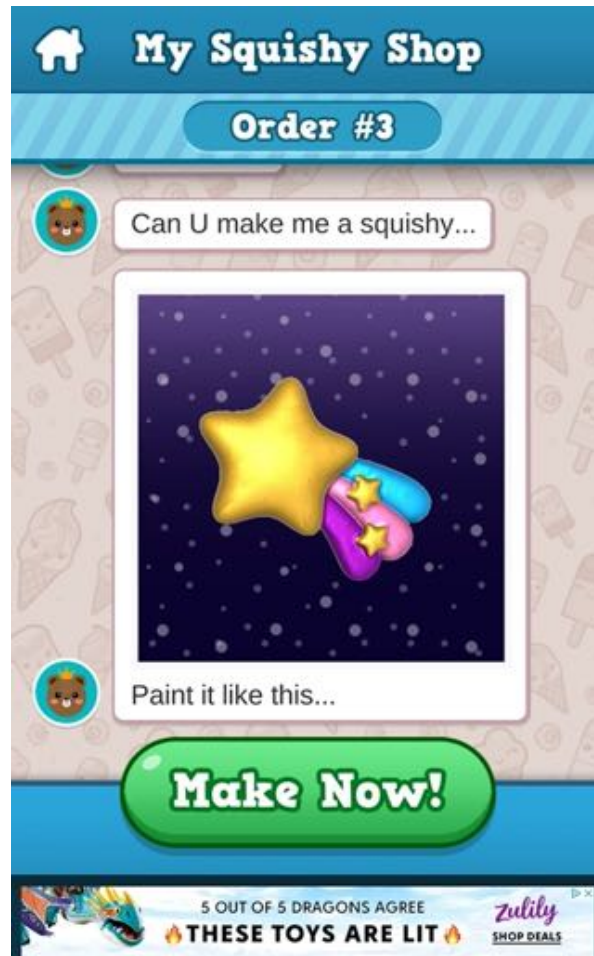 My Squishy Shop
Order #3
Can U make me a squishy...
Paint it like this...
Make Now!
5 OUT OF 5 DRAGONS AGREE
🔥THESE TOYS ARE LIT🔥
zulily
SHOP DEALS